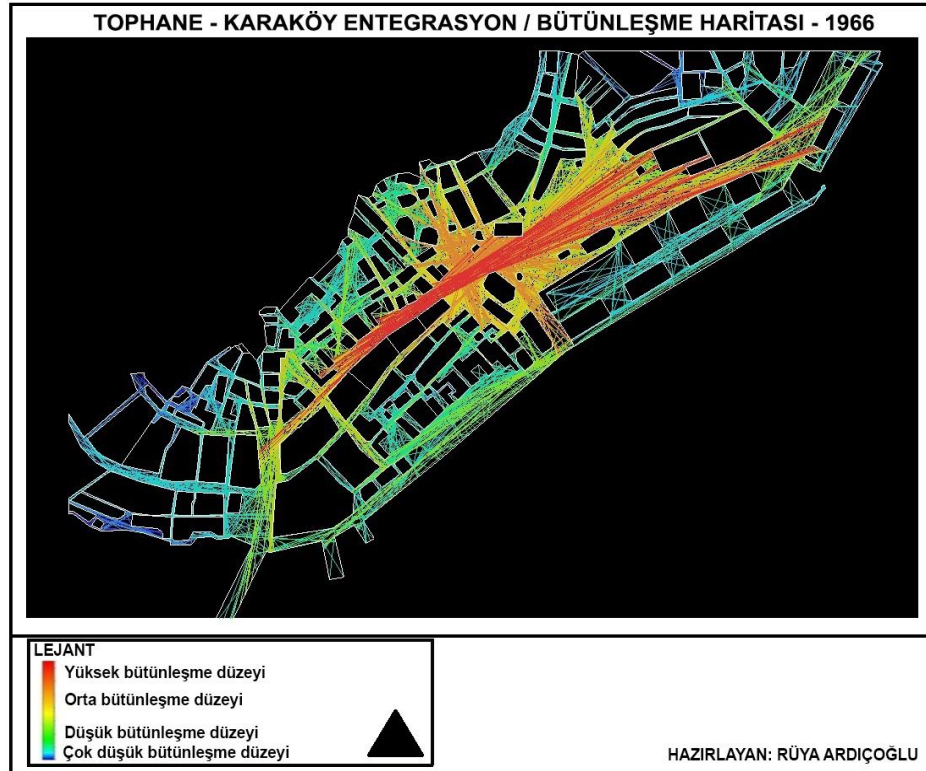 TOPHANE - KARAKÖY ENTEGRASYON / BÜTÜNLEŞME HARİTASI - 1966
LEJANT
Yüksek bütünleşme düzeyi
Orta bütünleşme düzeyi
Düşük bütünleşme düzeyi
Çok düşük bütünleşme düzeyi
HAZIRLAYAN: RÜYA ARDIÇOĞLU